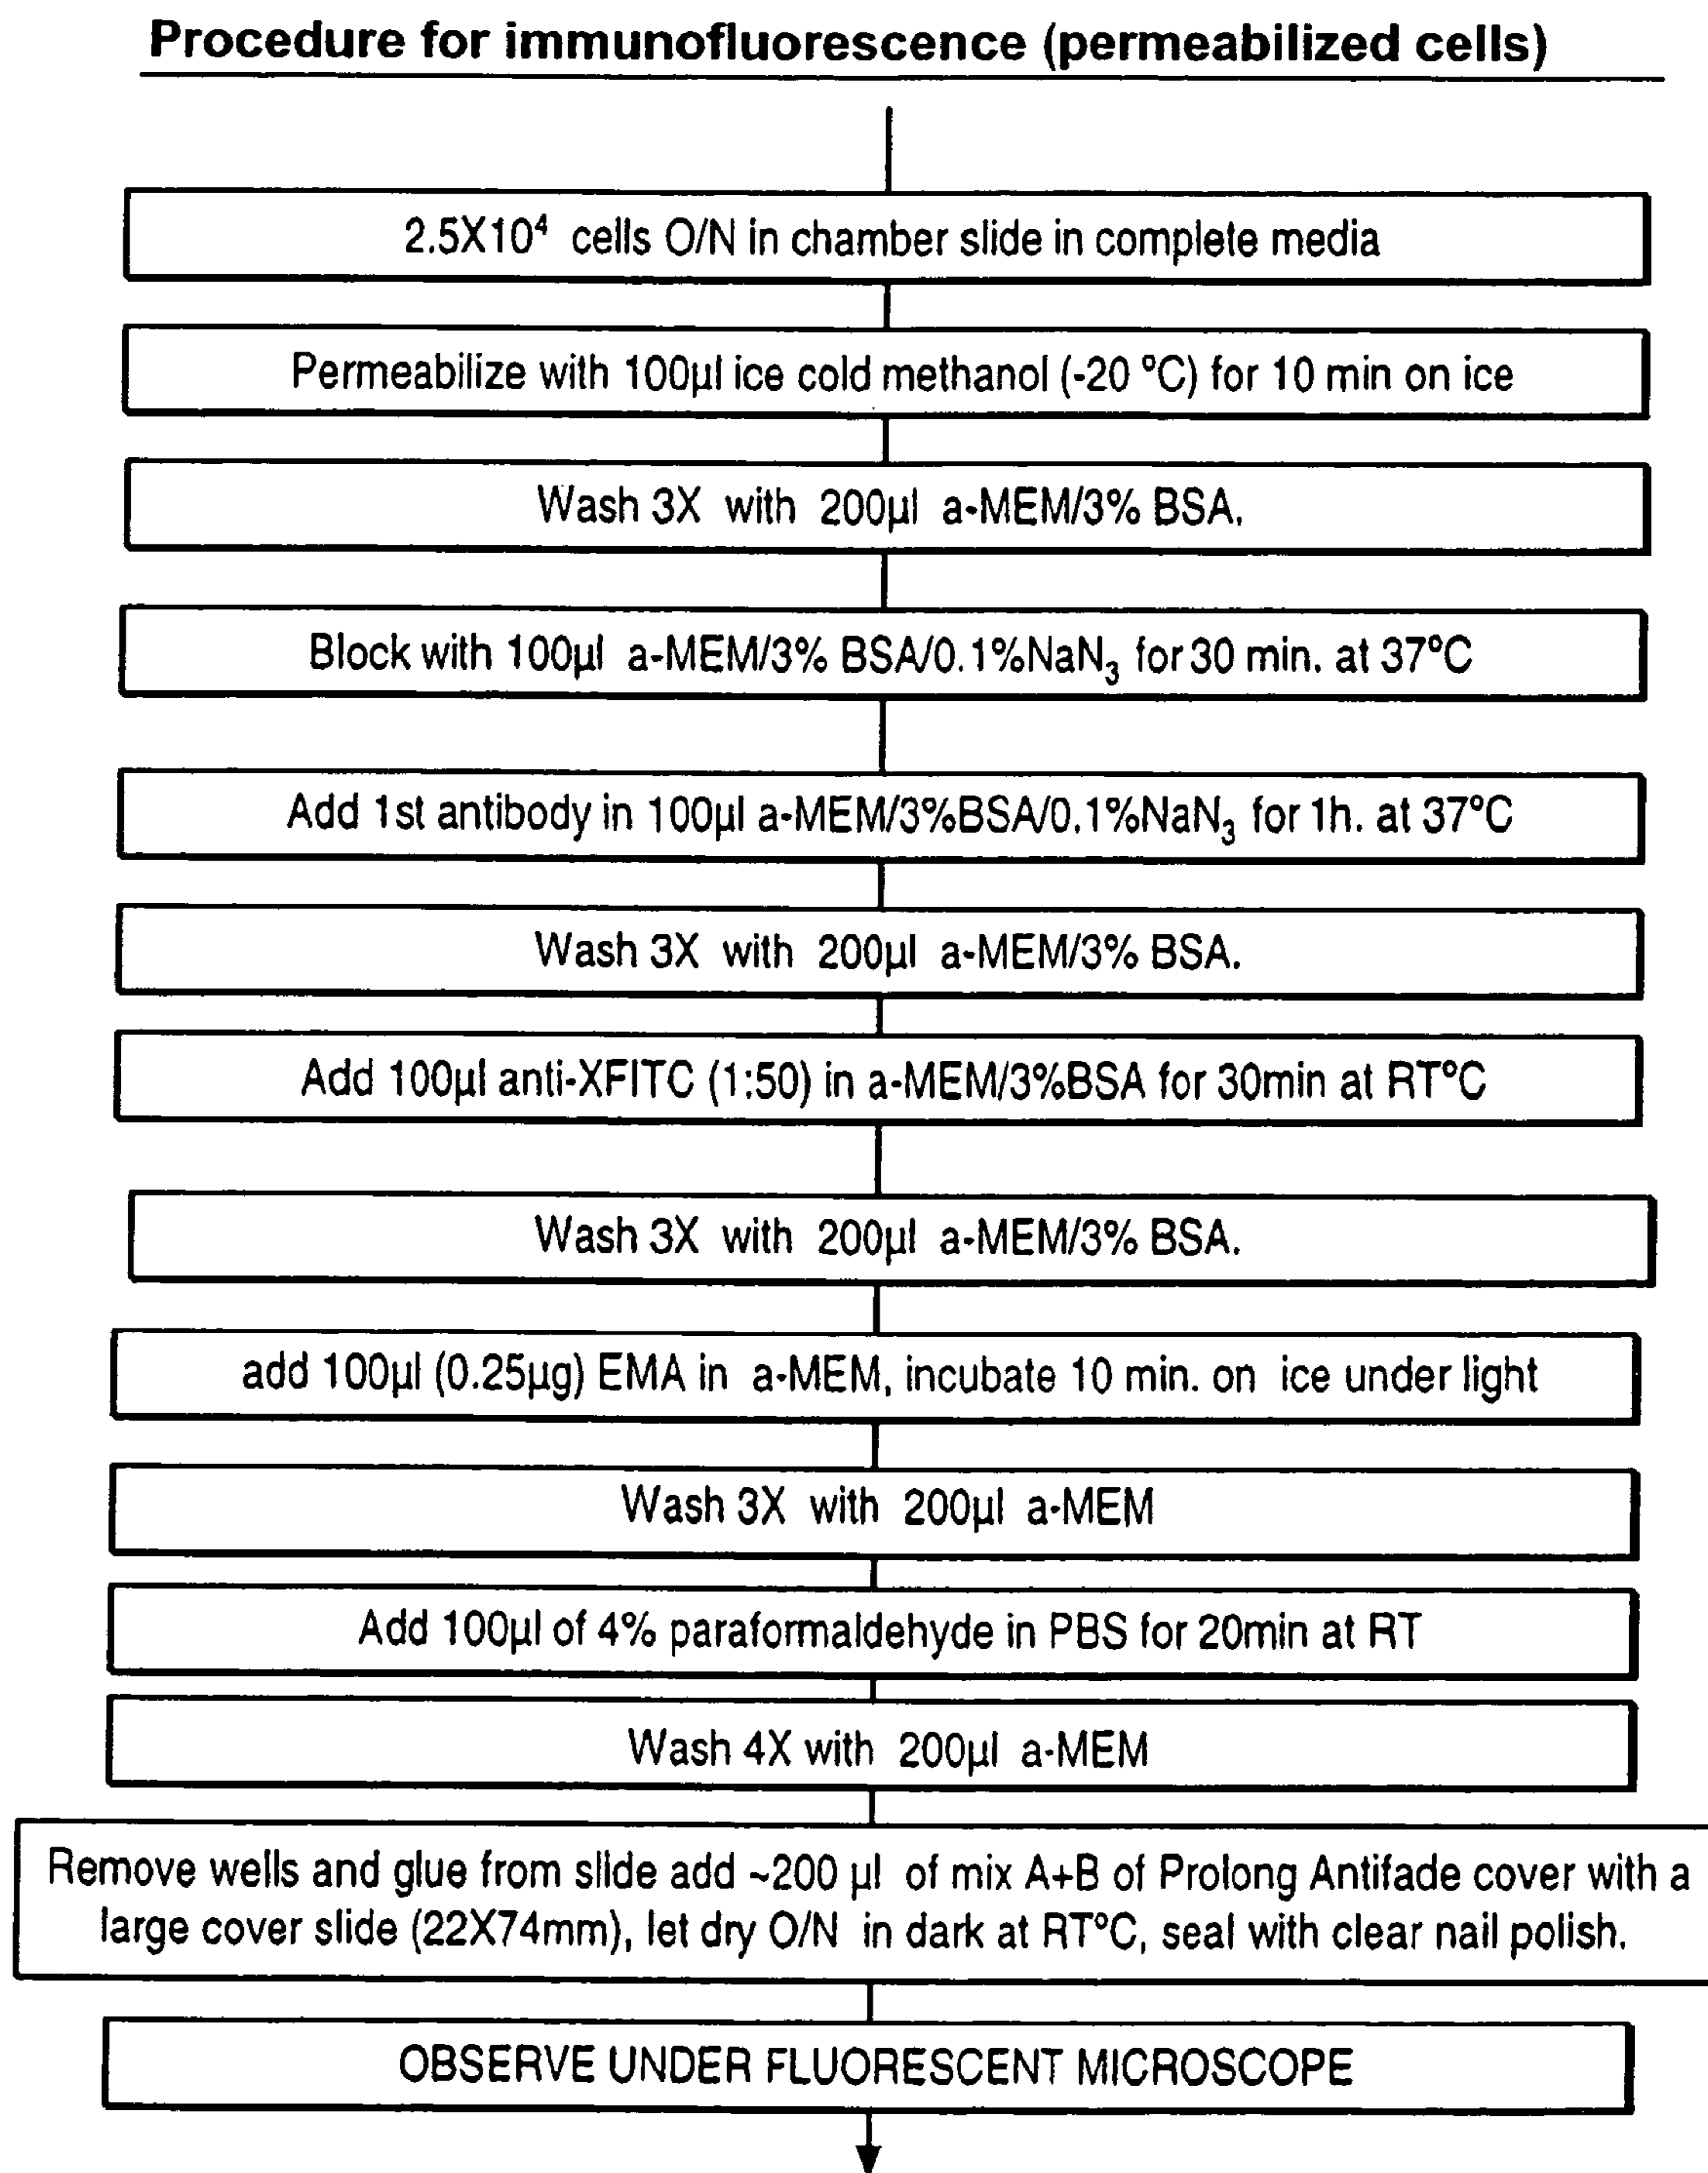 Procedure for immunofluorescence (permeabilized cells)
2.5X10⁴ cells O/N in chamber slide in complete media
Permeabilize with 100µl ice cold methanol (-20 ºC) for 10 min on ice
Wash 3X with 200µl a-MEM/3% BSA.
Block with 100µl a-MEM/3% BSA/0.1%NaN₃ for 30 min. at 37ºC
Add 1st antibody in 100µl a-MEM/3%BSA/0.1%NaN₃ for 1h. at 37ºC
Wash 3X with 200µl a-MEM/3% BSA.
Add 100µl anti-XFITC (1:50) in a-MEM/3%BSA for 30min at RTºC
Wash 3X with 200µl a-MEM/3% BSA.
add 100µl (0.25µg) EMA in a-MEM, incubate 10 min. on ice under light
Wash 3X with 200µl a-MEM
Add 100µl of 4% paraformaldehyde in PBS for 20min at RT
Wash 4X with 200µl a-MEM
Remove wells and glue from slide add ~200 µl of mix A+B of Prolong Antifade cover with a
large cover slide (22X74mm), let dry O/N in dark at RTºC, seal with clear nail polish.
OBSERVE UNDER FLUORESCENT MICROSCOPE